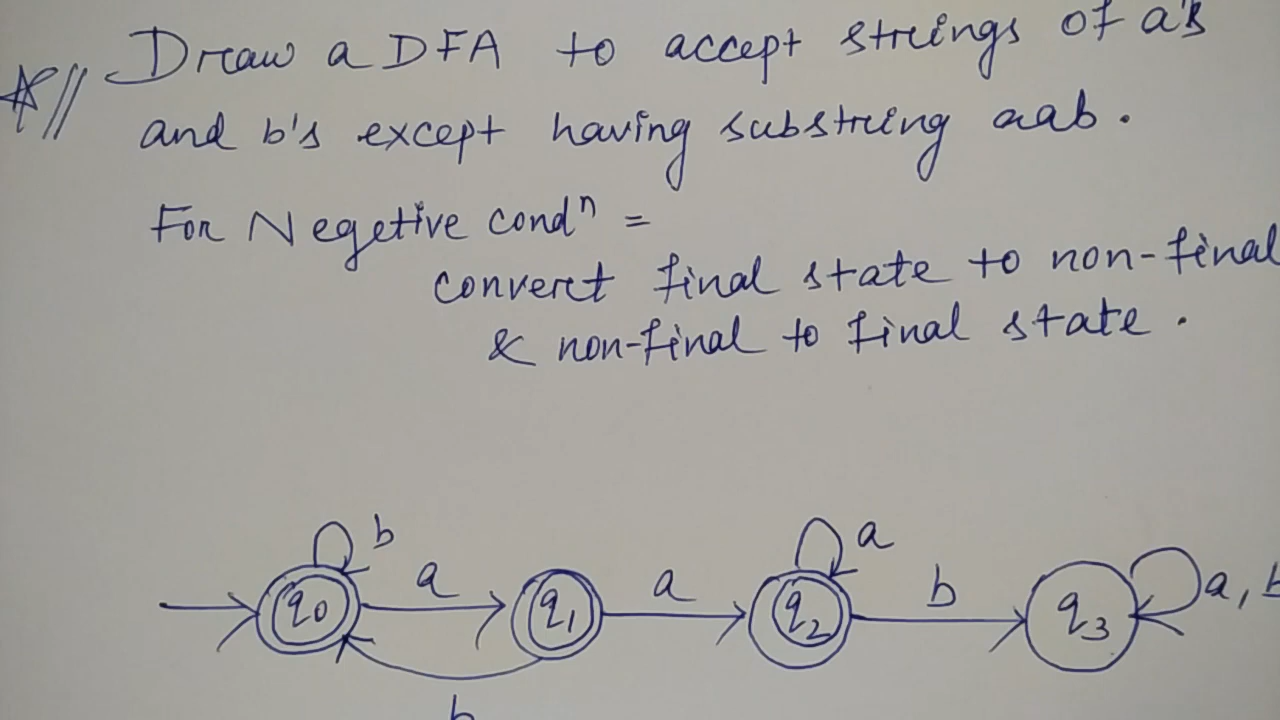 *// Draw a DFA to accept strings of a's
and b's except having substring aab.
For Negetive condⁿ =
convert final state to non-final
& non-final to final state.
b a a a b a, b
q0 q1 q2 q3
b